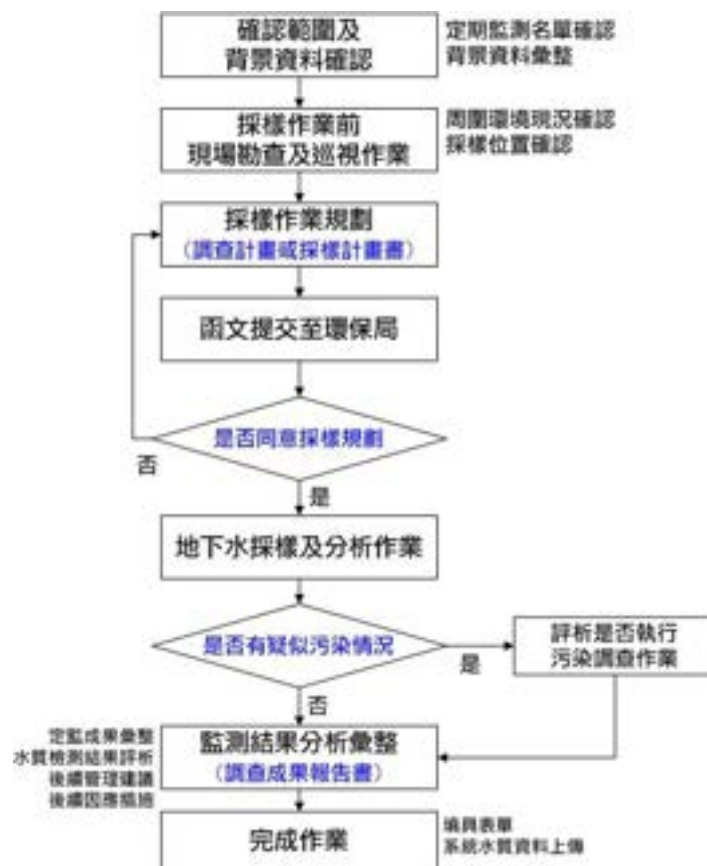 確認範圍及
背景資料確認
定期監測名單確認
背景資料彙整
採樣作業前
現場勘查及巡視作業
周圍環境現況確認
採樣位置確認
採樣作業規劃
(調查計畫或採樣計畫書)
函文提交至環保局
是否同意採樣規劃
否
是
地下水採樣及分析作業
是否有疑似污染情況
是
評析是否執行
污染調查作業
否
定監成果彙整
水質檢測結果評析
後續管理建議
後續因應措施
監測結果分析彙整
(調查成果報告書)
完成作業
填具表單
系統水質資料上傳